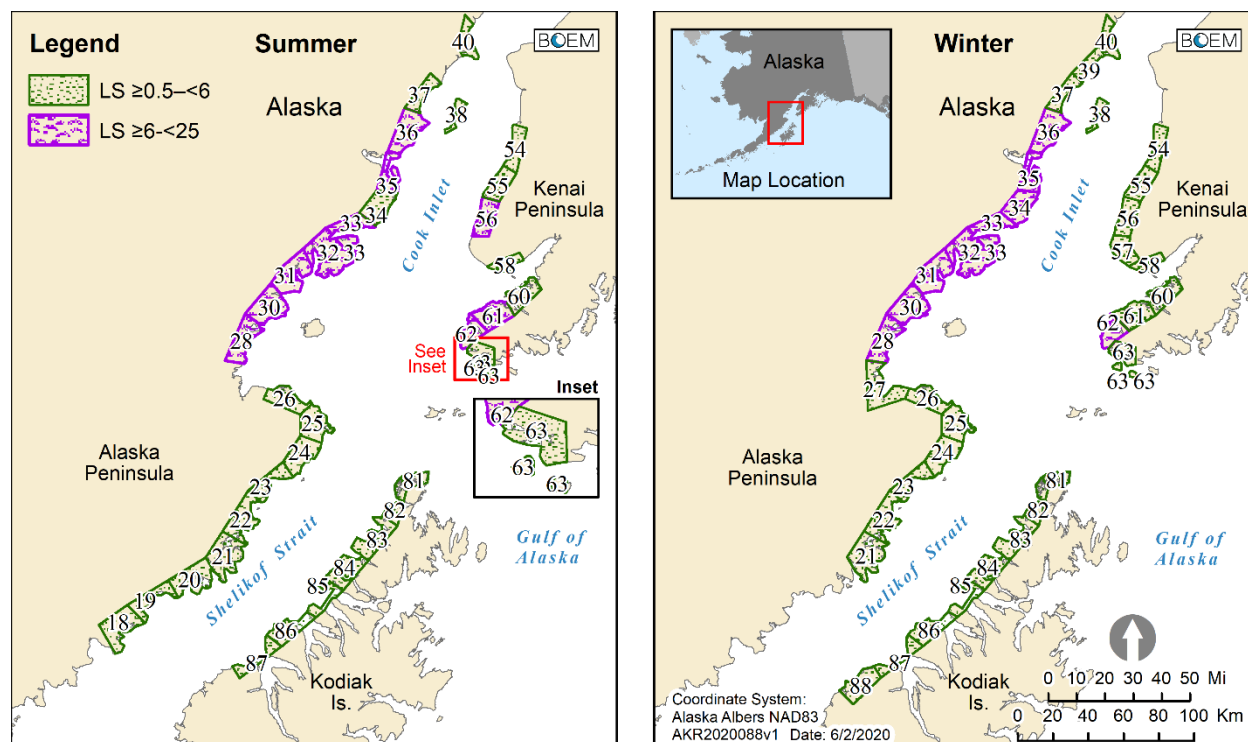 Legend
LS ≥0.5–<6
LS ≥6-<25
Summer
BOEM
Alaska
40
37
38
36
54
35
55
Kenai
Peninsula
34
56
33
32 33
Cook Inlet
31
58
30
60
61
62
28
See
Inset
63
63
63
Inset
62
63
63
63
26
25
Alaska
Peninsula
24
23
81
22
82
21
83
Gulf of
Alaska
20
84
Shelikof Strait
19
85
18
86
87
Kodiak
Is.
Alaska
Map Location
Winter
BOEM
40
39
37
38
36
54
35
55
Kenai
Peninsula
34
56
33
32 33
57
Cook Inlet
58
31
60
30
61
62
28
63
63 63
27
26
25
Alaska
Peninsula
24
23
81
22
82
21
83
Gulf of
Alaska
84
Shelikof Strait
85
86
87
88
Kodiak
Is.
0 10 20 30 40 50 Mi
0 20 40 60 80 100 Km
Coordinate System:
Alaska Albers NAD83
AKR2020088v1 Date: 6/2/2020